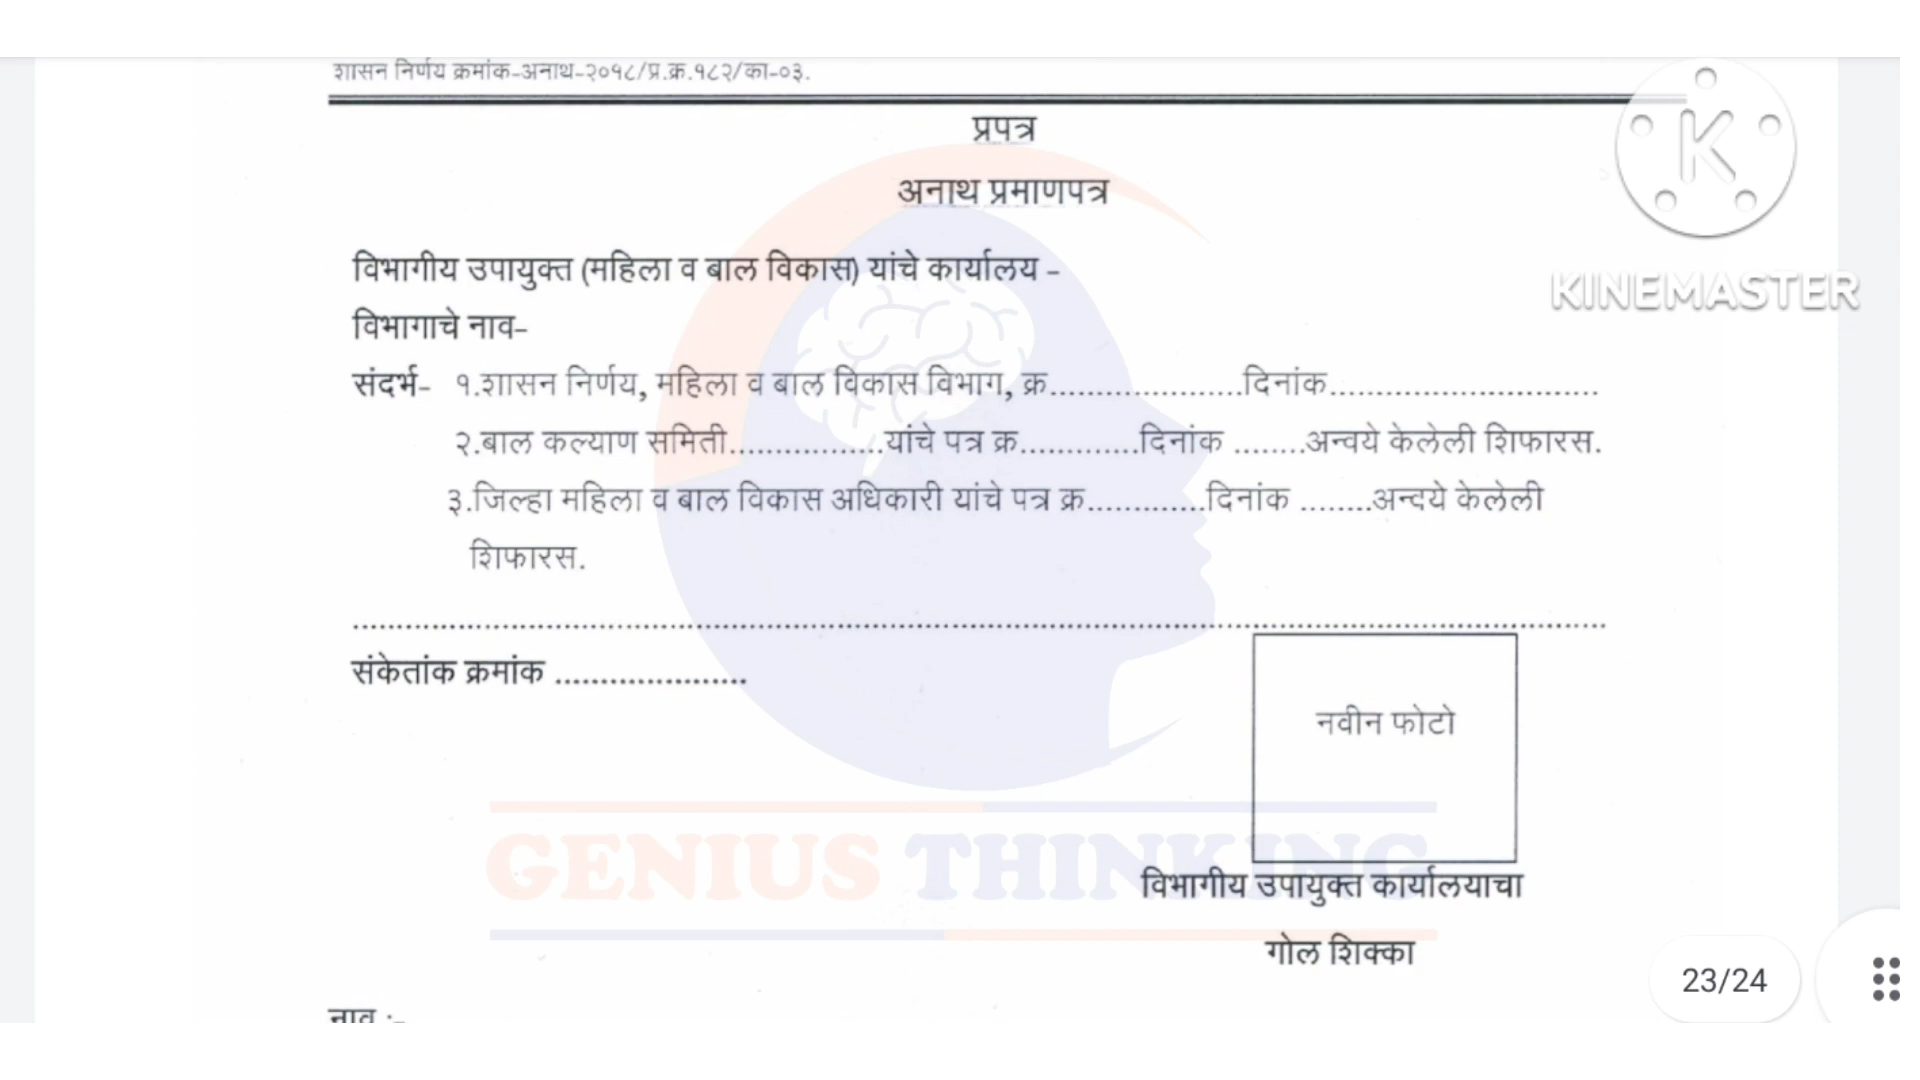 शासन निर्णय क्रमांक-अनाथ-२०१८/प्र.क्र.१८२/का-०३.
प्रपत्र
अनाथ प्रमाणपत्र
KINEMASTER
विभागीय उपायुक्त (महिला व बाल विकास) यांचे कार्यालय -
विभागाचे नाव-
संदर्भ- १.शासन निर्णय, महिला व बाल विकास विभाग, क्र.....................दिनांक.............................
२.बाल कल्याण समिती.................यांचे पत्र क्र.............दिनांक ........अन्वये केलेली शिफारस.
३.जिल्हा महिला व बाल विकास अधिकारी यांचे पत्र क्र.............दिनांक ........अन्वये केलेली
शिफारस.
संकेतांक क्रमांक .....................
नवीन फोटो
GENIUS THINKING
विभागीय उपायुक्त कार्यालयाचा
गोल शिक्का
23/24
नाव :-